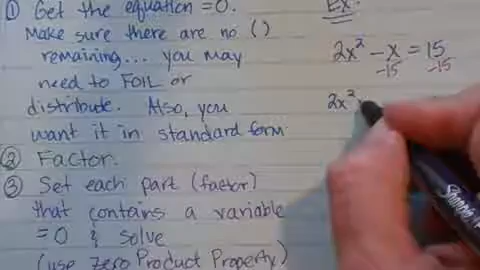 ① Get the equation = 0.
Make sure there are no ()
remaining... you may
need to FOIL or
distribute. Also, you
want it in standard form
② Factor.
③ Set each part (factor)
that contains a variable
= 0 & solve
(use Zero Product Property)
Ex:
2x² - x = 15
-15 -15
2x²
Sharpie